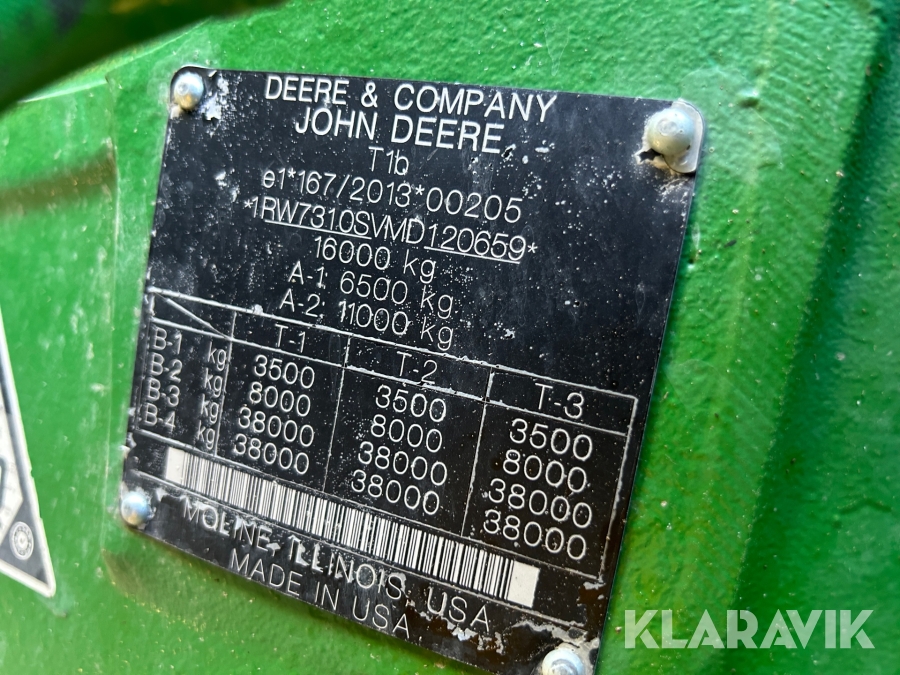 DEERE & COMPANY
JOHN DEERE
T1b
e1*167/2013*00205
*1RW7310SVMD120659*
16000 kg
A-1: 6500 kg
A-2: 11000 kg
T-1 T-2 T-3
B-1 kg 3500 3500 3500
B-2 kg 8000 8000 8000
B-3 kg 38000 38000 38000
B-4 kg 38000 38000 38000
MOLINE, ILLINOIS, USA
MADE IN USA
KLARAVIK